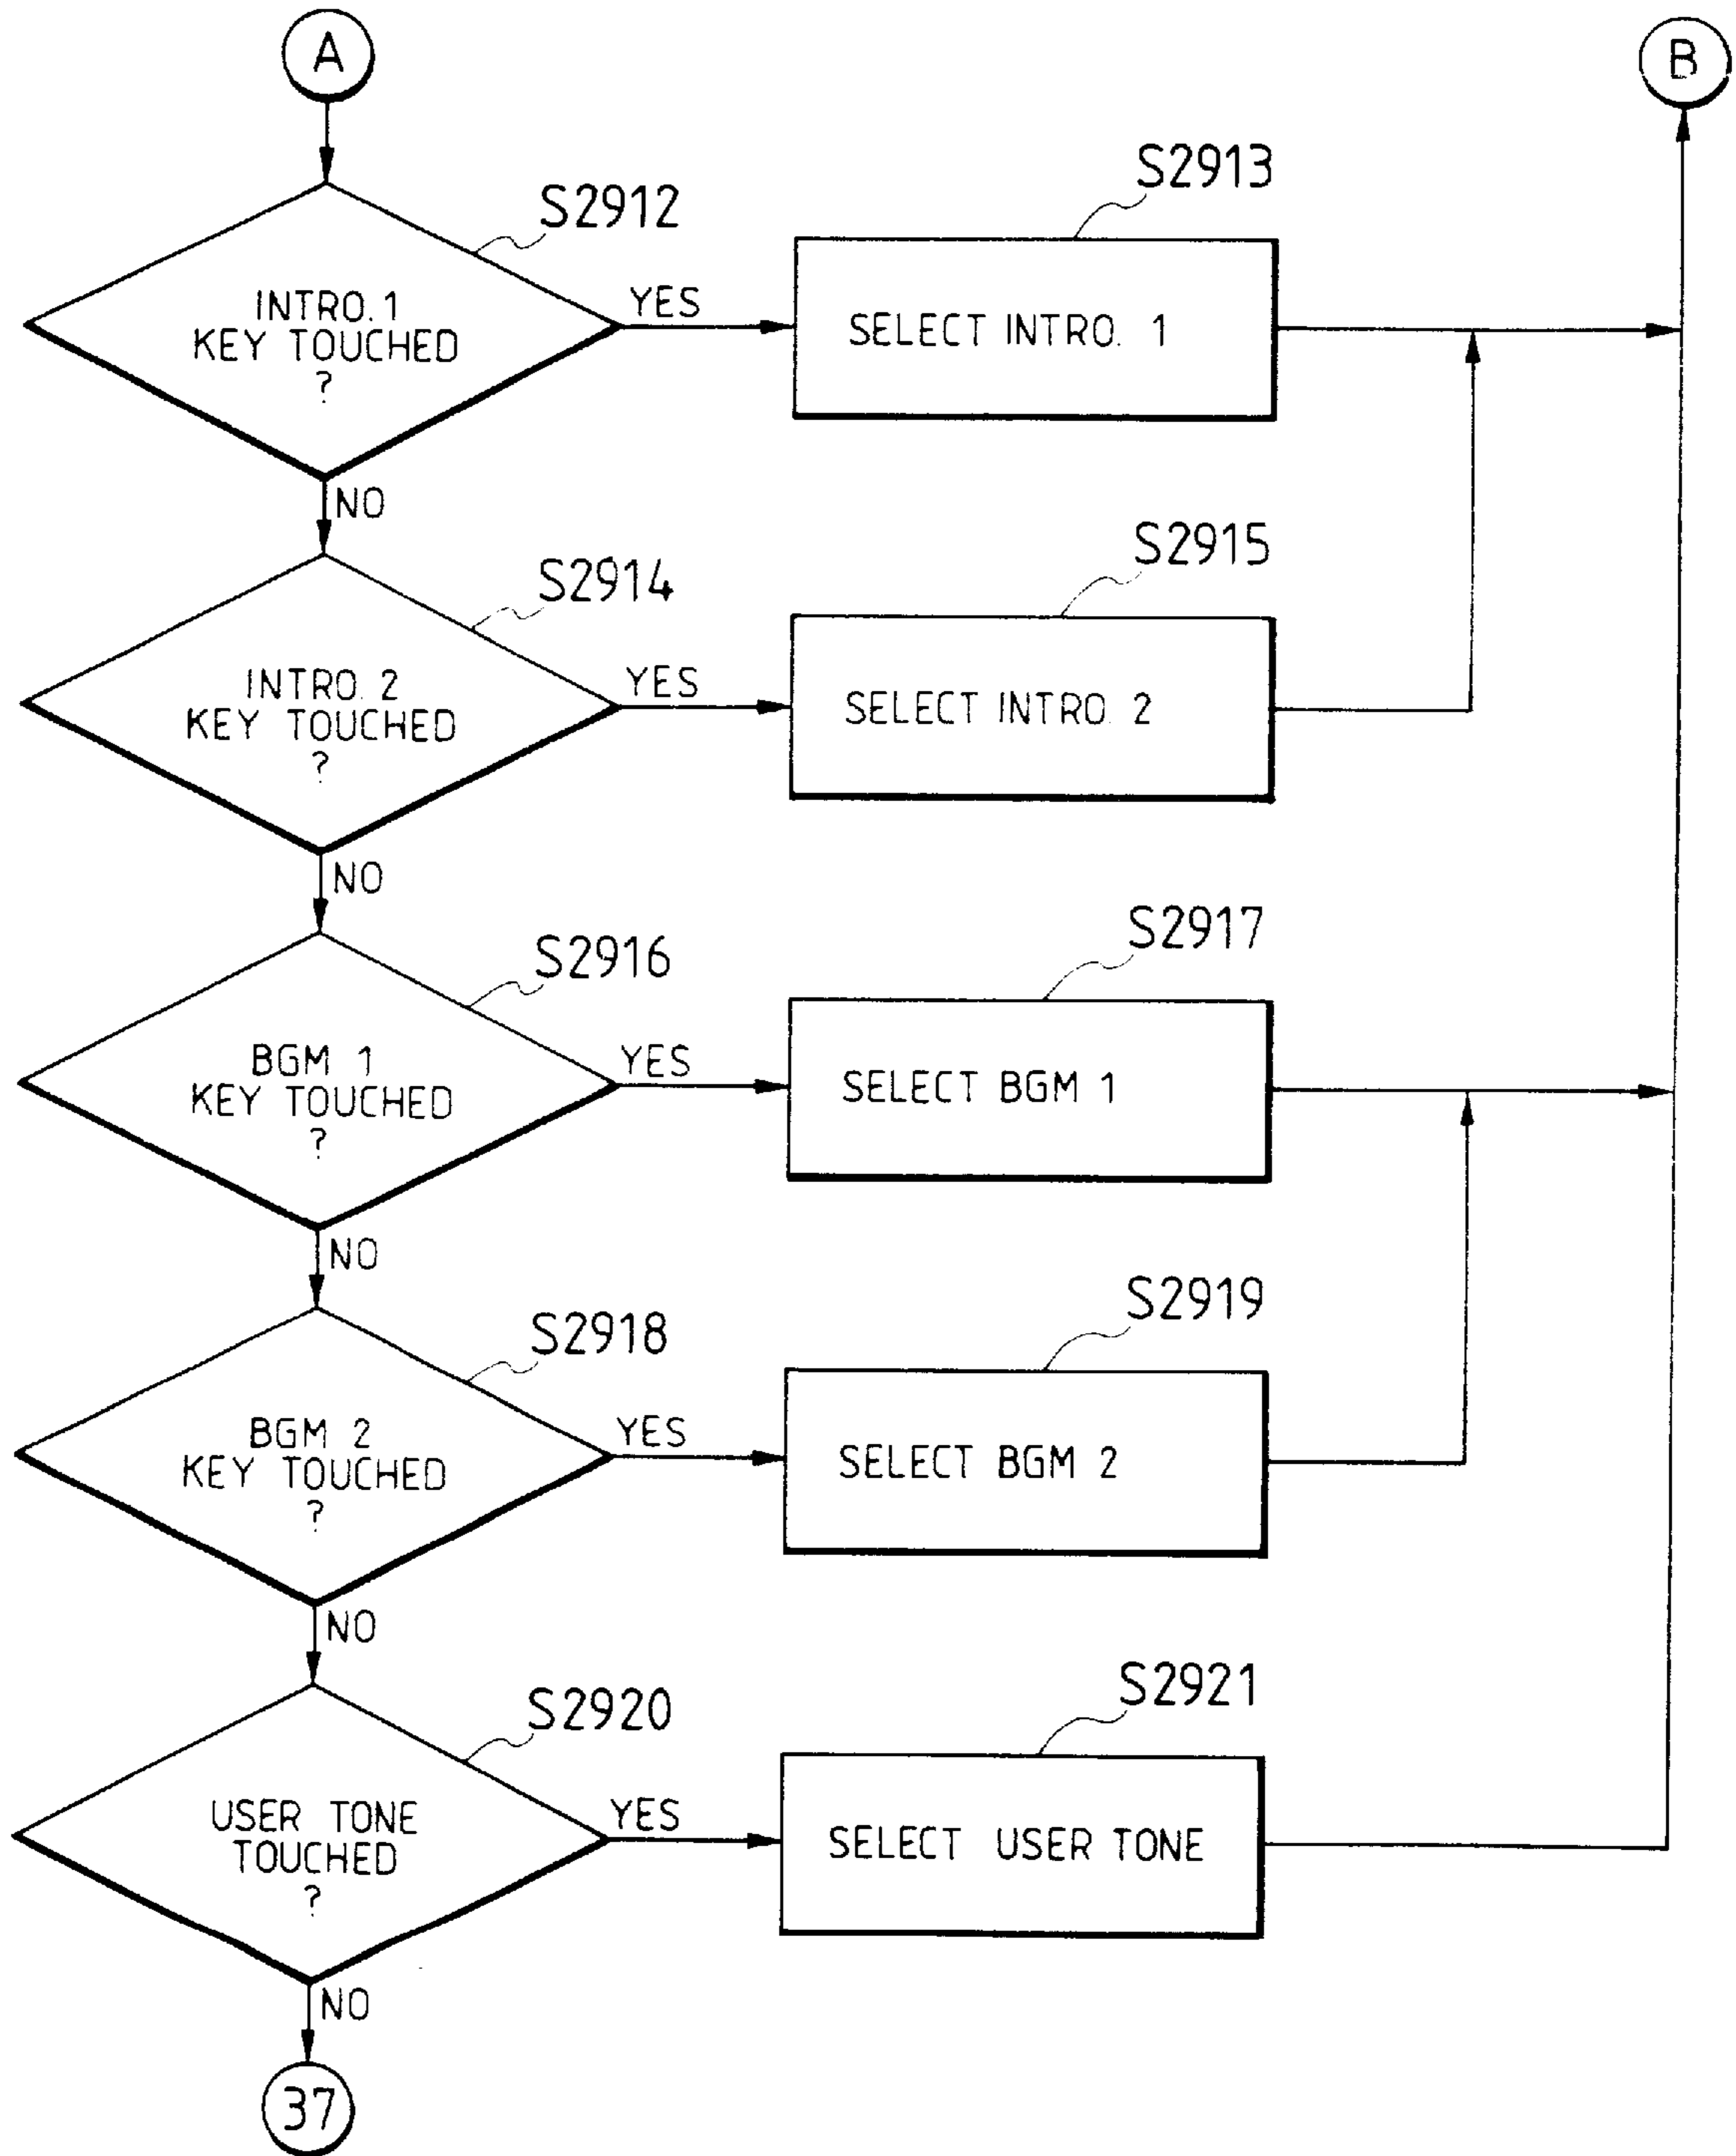 A
B
S2912
S2913
INTRO. 1
KEY TOUCHED
?
YES
SELECT INTRO. 1
NO
S2914
S2915
INTRO. 2
KEY TOUCHED
?
YES
SELECT INTRO. 2
NO
S2916
S2917
BGM 1
KEY TOUCHED
?
YES
SELECT BGM 1
NO
S2918
S2919
BGM 2
KEY TOUCHED
?
YES
SELECT BGM 2
NO
S2920
S2921
USER TONE
TOUCHED
?
YES
SELECT USER TONE
NO
37